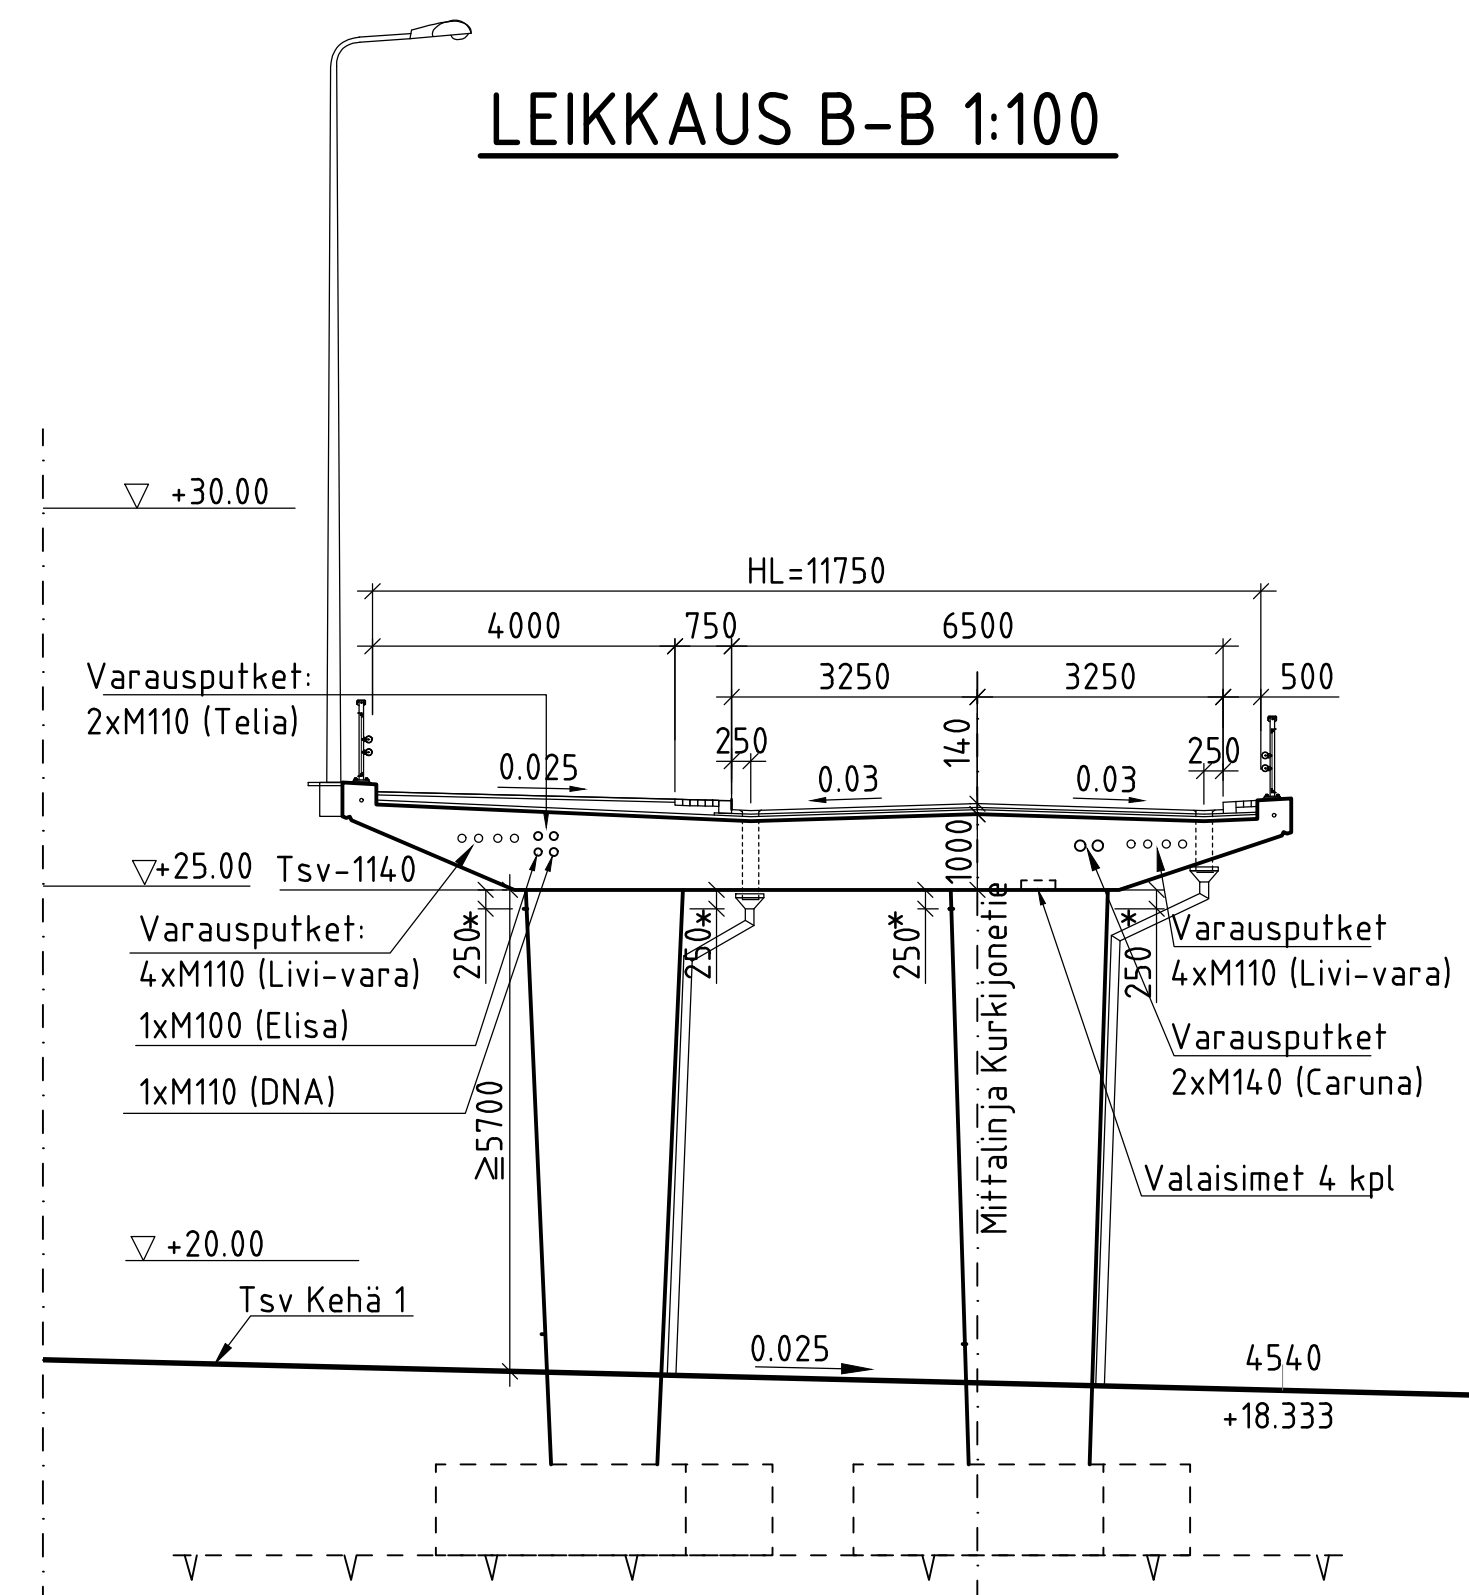 LEIKKAUS B-B 1:100
+30.00
HL=11750
4000
750
6500
3250
3250
500
Varausputket:
2xM110 (Telia)
250
140
250
0.025
0.03
0.03
1000
+25.00
Tsv-1140
250*
250*
250*
250*
Varausputket:
4xM110 (Livi-vara)
1xM100 (Elisa)
1xM110 (DNA)
Varausputket
4xM110 (Livi-vara)
Varausputket
2xM140 (Caruna)
≥5700
Mittalinja Kurkijonetie
Valaisimet 4 kpl
+20.00
Tsv Kehä 1
0.025
4540
+18.333